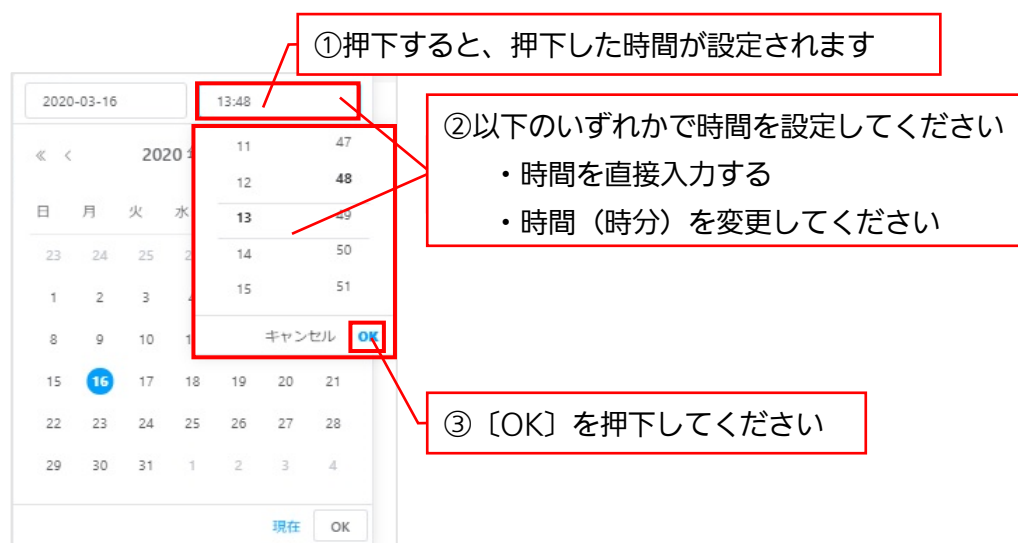 ①押下すると、押下した時間が設定されます
2020-03-16 13:48
②以下のいずれかで時間を設定してください
・時間を直接入力する
・時間（時分）を変更してください
« < 2020
11 47
12 48
13 49
14 50
15 51
キャンセル OK
日 月 火 水
23 24 25
1 2 3
8 9 10
15 16 17 18 19 20 21
22 23 24 25 26 27 28
29 30 31 1 2 3 4
③〔OK〕を押下してください
現在 OK